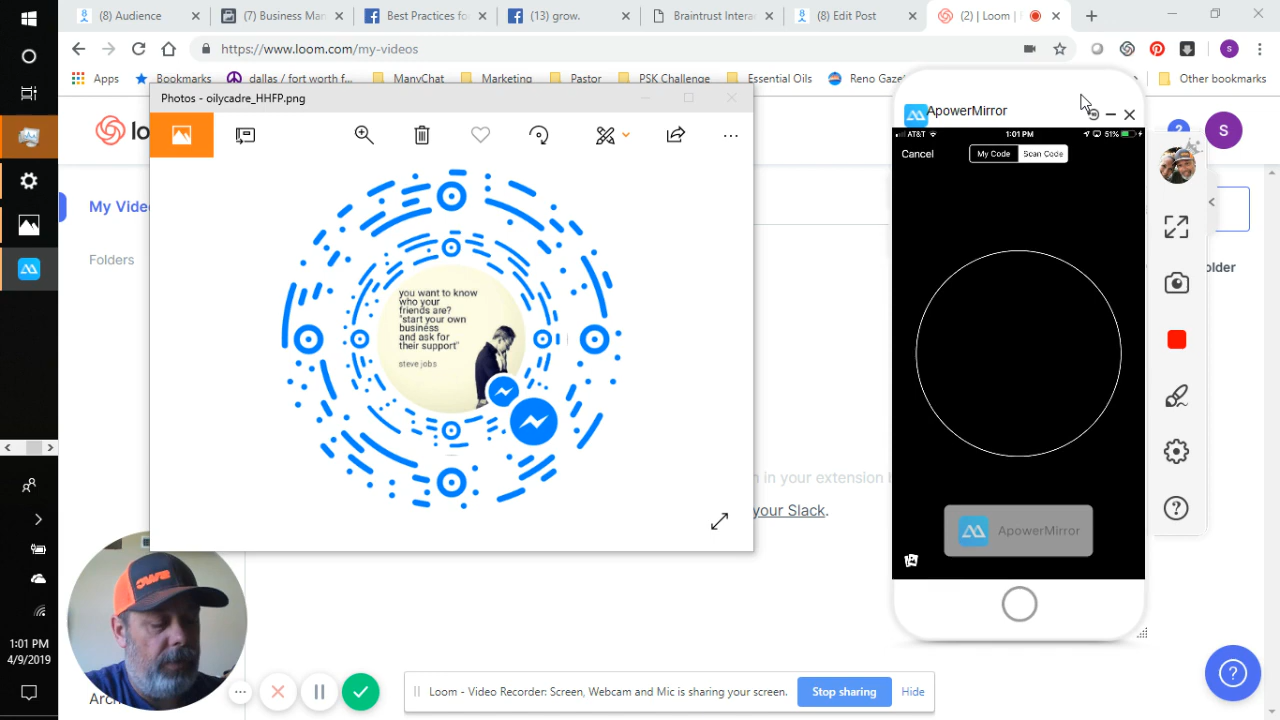 (8) Audience
(7) Business Man
Best Practices fo
(13) grow.
Braintrust Intera
(8) Edit Post
(2) | Loom |
https://www.loom.com/my-videos
S
Apps
Bookmarks
dallas / fort worth f...
ManyChat
Marketing
Pastor
PSK Challenge
Essential Oils
Reno Gaze
Other bookmarks
Photos - oilycadre_HHFP.png
lo
My Vide
Folders
you want to know
who your
friends are?
"start your own
business
and ask for
their support"
steve jobs
ApowerMirror
AT&T
1:01 PM
51%
Cancel
My Code
Scan Code
ApowerMirror
?
S
older
n in your extension b
your Slack.
SWC
Arc
1:01 PM
4/9/2019
Loom - Video Recorder: Screen, Webcam and Mic is sharing your screen.
Stop sharing
Hide